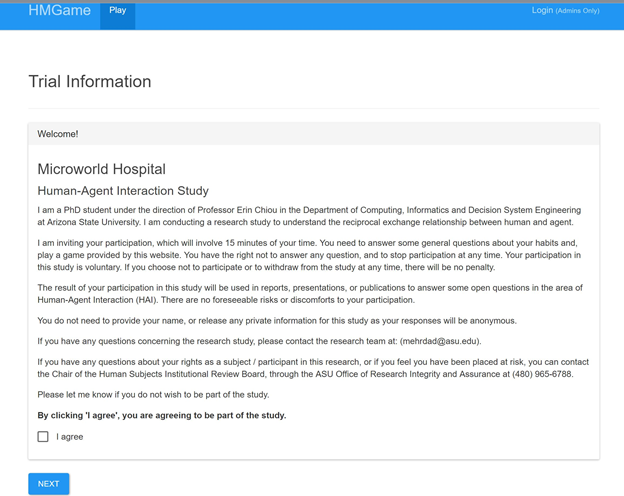 HMGame
Play
Login (Admins Only)
Trial Information
Welcome!
Microworld Hospital
Human-Agent Interaction Study
I am a PhD student under the direction of Professor Erin Chiou in the Department of Computing, Informatics and Decision System Engineering
at Arizona State University. I am conducting a research study to understand the reciprocal exchange relationship between human and agent.
I am inviting your participation, which will involve 15 minutes of your time. You need to answer some general questions about your habits and,
play a game provided by this website. You have the right not to answer any question, and to stop participation at any time. Your participation in
this study is voluntary. If you choose not to participate or to withdraw from the study at any time, there will be no penalty.
The result of your participation in this study will be used in reports, presentations, or publications to answer some open questions in the area of
Human-Agent Interaction (HAI). There are no foreseeable risks or discomforts to your participation.
You do not need to provide your name, or release any private information for this study as your responses will be anonymous.
If you have any questions concerning the research study, please contact the research team at: (mehrdad@asu.edu).
If you have any questions about your rights as a subject / participant in this research, or if you feel you have been placed at risk, you can contact
the Chair of the Human Subjects Institutional Review Board, through the ASU Office of Research Integrity and Assurance at (480) 965-6788.
Please let me know if you do not wish to be part of the study.
By clicking 'I agree', you are agreeing to be part of the study.
I agree
NEXT